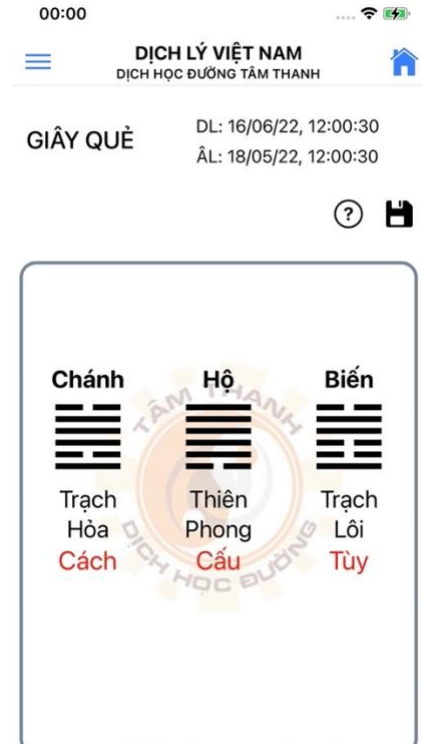 00:00
DỊCH LÝ VIỆT NAM
DỊCH HỌC ĐƯỜNG TÂM THANH
GIÂY QUẺ
DL: 16/06/22, 12:00:30
ÂL: 18/05/22, 12:00:30
?
Chánh Hộ Biến
TÂM THANH
Trạch Thiên Trạch
Hỏa Phong Lôi
Cách Cấu Tùy
DỊCH HỌC ĐƯỜNG